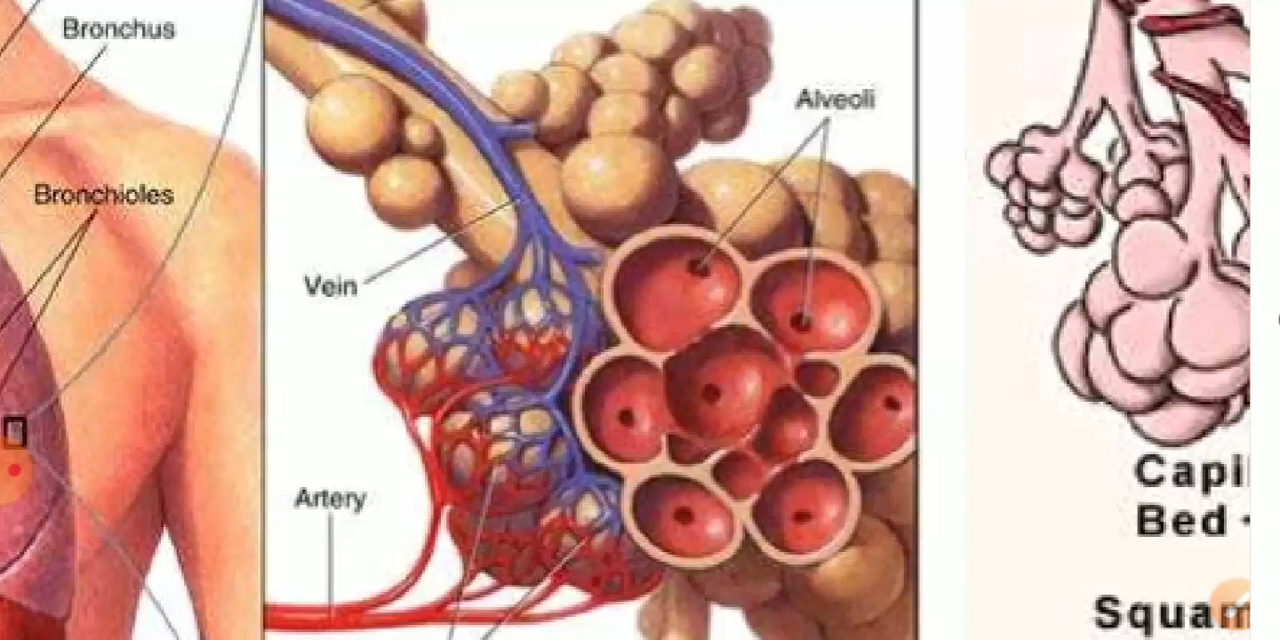 Bronchus
Bronchioles
Vein
Artery
Alveoli
Capi
Bed -
Squam